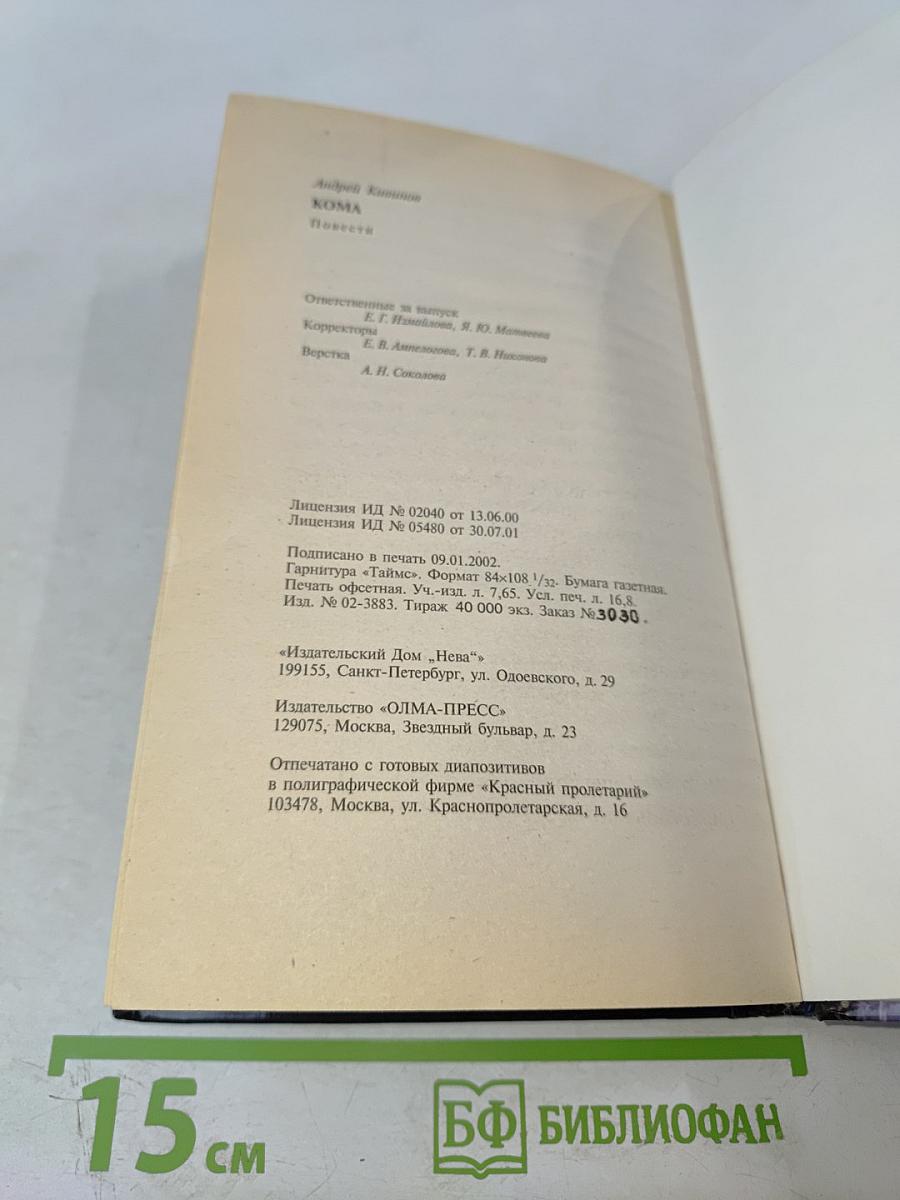 Андрей Кивинов
КОМА
Повести
Ответственные за выпуск
Е. Г. Измайлова, Я. Ю. Матвеева
Корректоры
Е. В. Ампелогова, Т. В. Никонова
Верстка
А. Н. Соколова
Лицензия ИД № 02040 от 13.06.00
Лицензия ИД № 05480 от 30.07.01
Подписано в печать 09.01.2002.
Гарнитура «Таймс». Формат 84×108 1/32. Бумага газетная.
Печать офсетная. Уч.-изд. л. 7,65. Усл. печ. л. 16,8.
Изд. № 02-3883. Тираж 40 000 экз. Заказ №3030.
«Издательский Дом „Нева“»
199155, Санкт-Петербург, ул. Одоевского, д. 29
Издательство «ОЛМА-ПРЕСС»
129075, Москва, Звездный бульвар, д. 23
Отпечатано с готовых диапозитивов
в полиграфической фирме «Красный пролетарий»
103478, Москва, ул. Краснопролетарская, д. 16
15 см
БФ БИБЛИОФАН